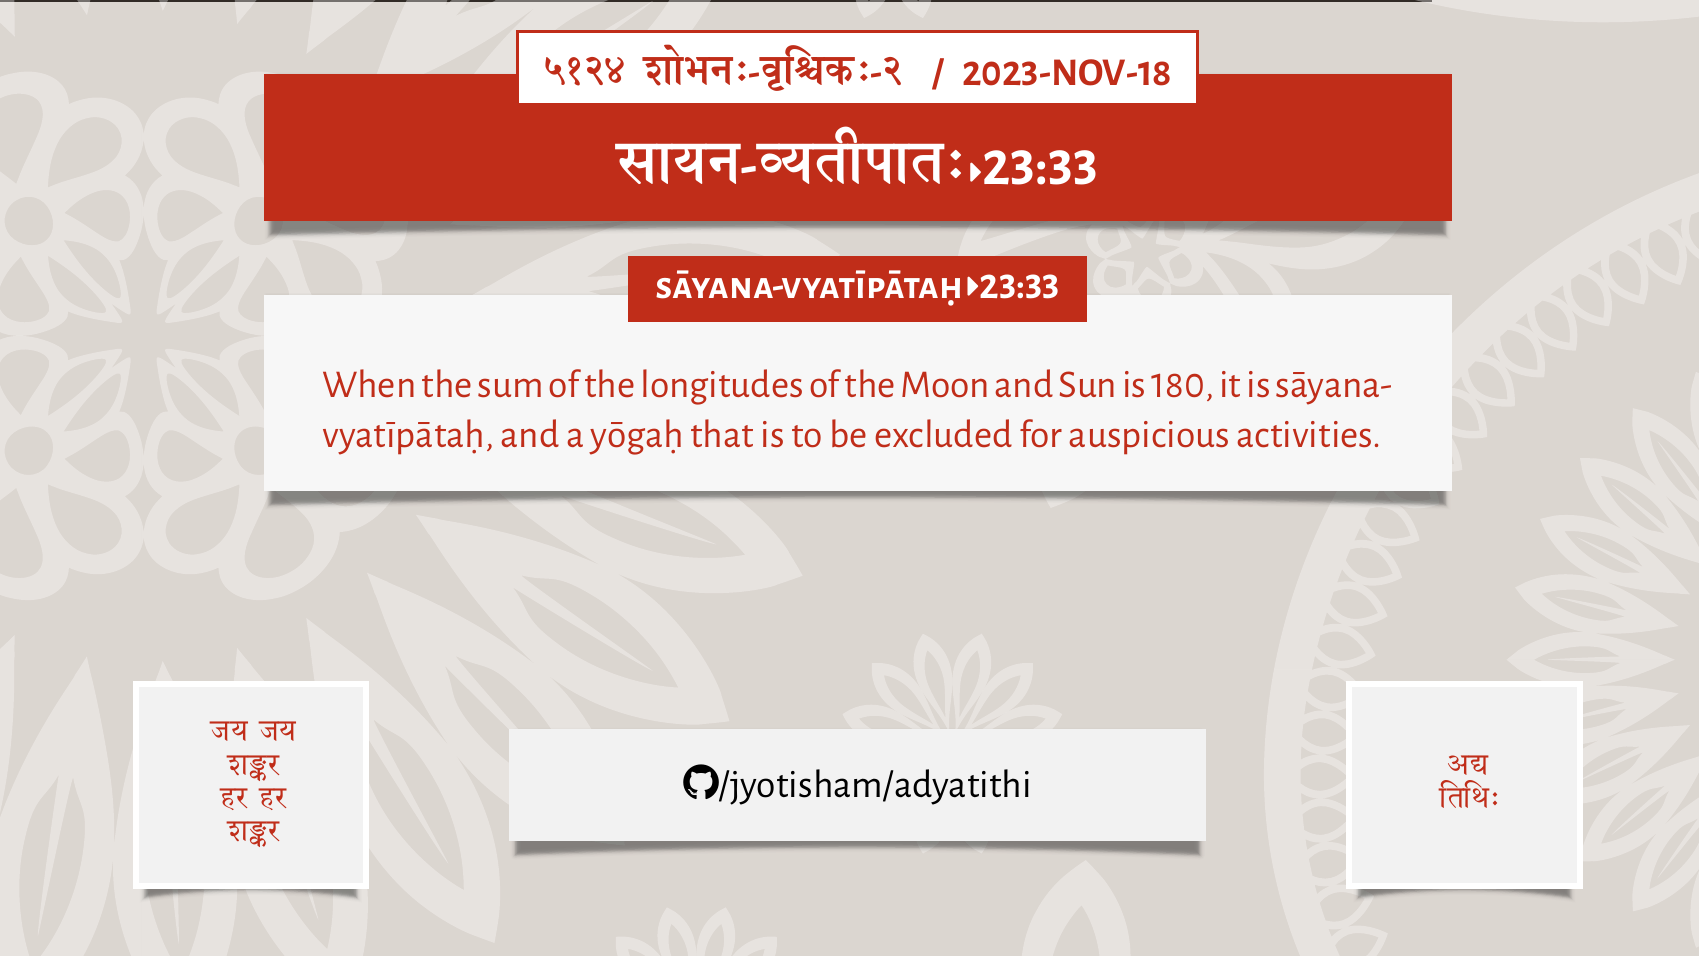 ५१२४ शोभनः-वृश्चिकः-२ / 2023-NOV-18
सायन-व्यतीपातः▸23:33
SĀYANA-VYATĪPĀTAḤ▸23:33
When the sum of the longitudes of the Moon and Sun is 180, it is sāyana-
vyatīpātaḥ, and a yōgaḥ that is to be excluded for auspicious activities.
जय जय
शङ्कर
हर हर
शङ्कर
/jyotisham/adyatithi
अद्य
तिथिः